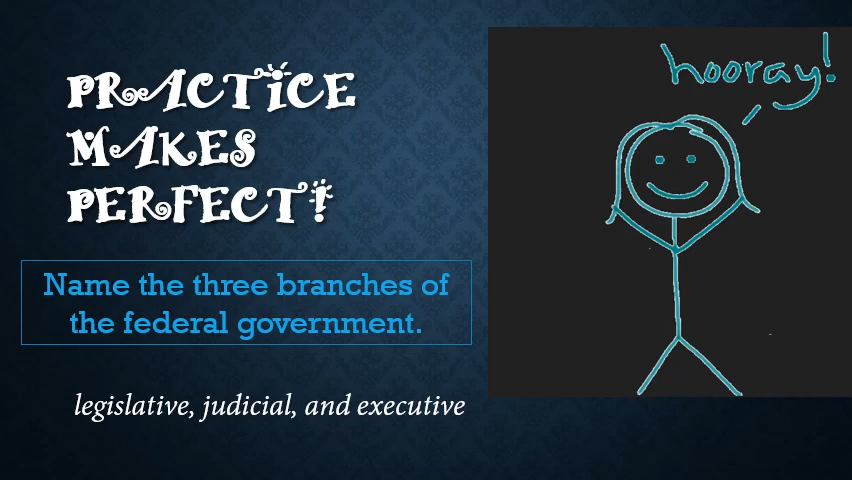 PRACTICE
MAKES
PERFECT!
hooray!
Name the three branches of
the federal government.
legislative, judicial, and executive